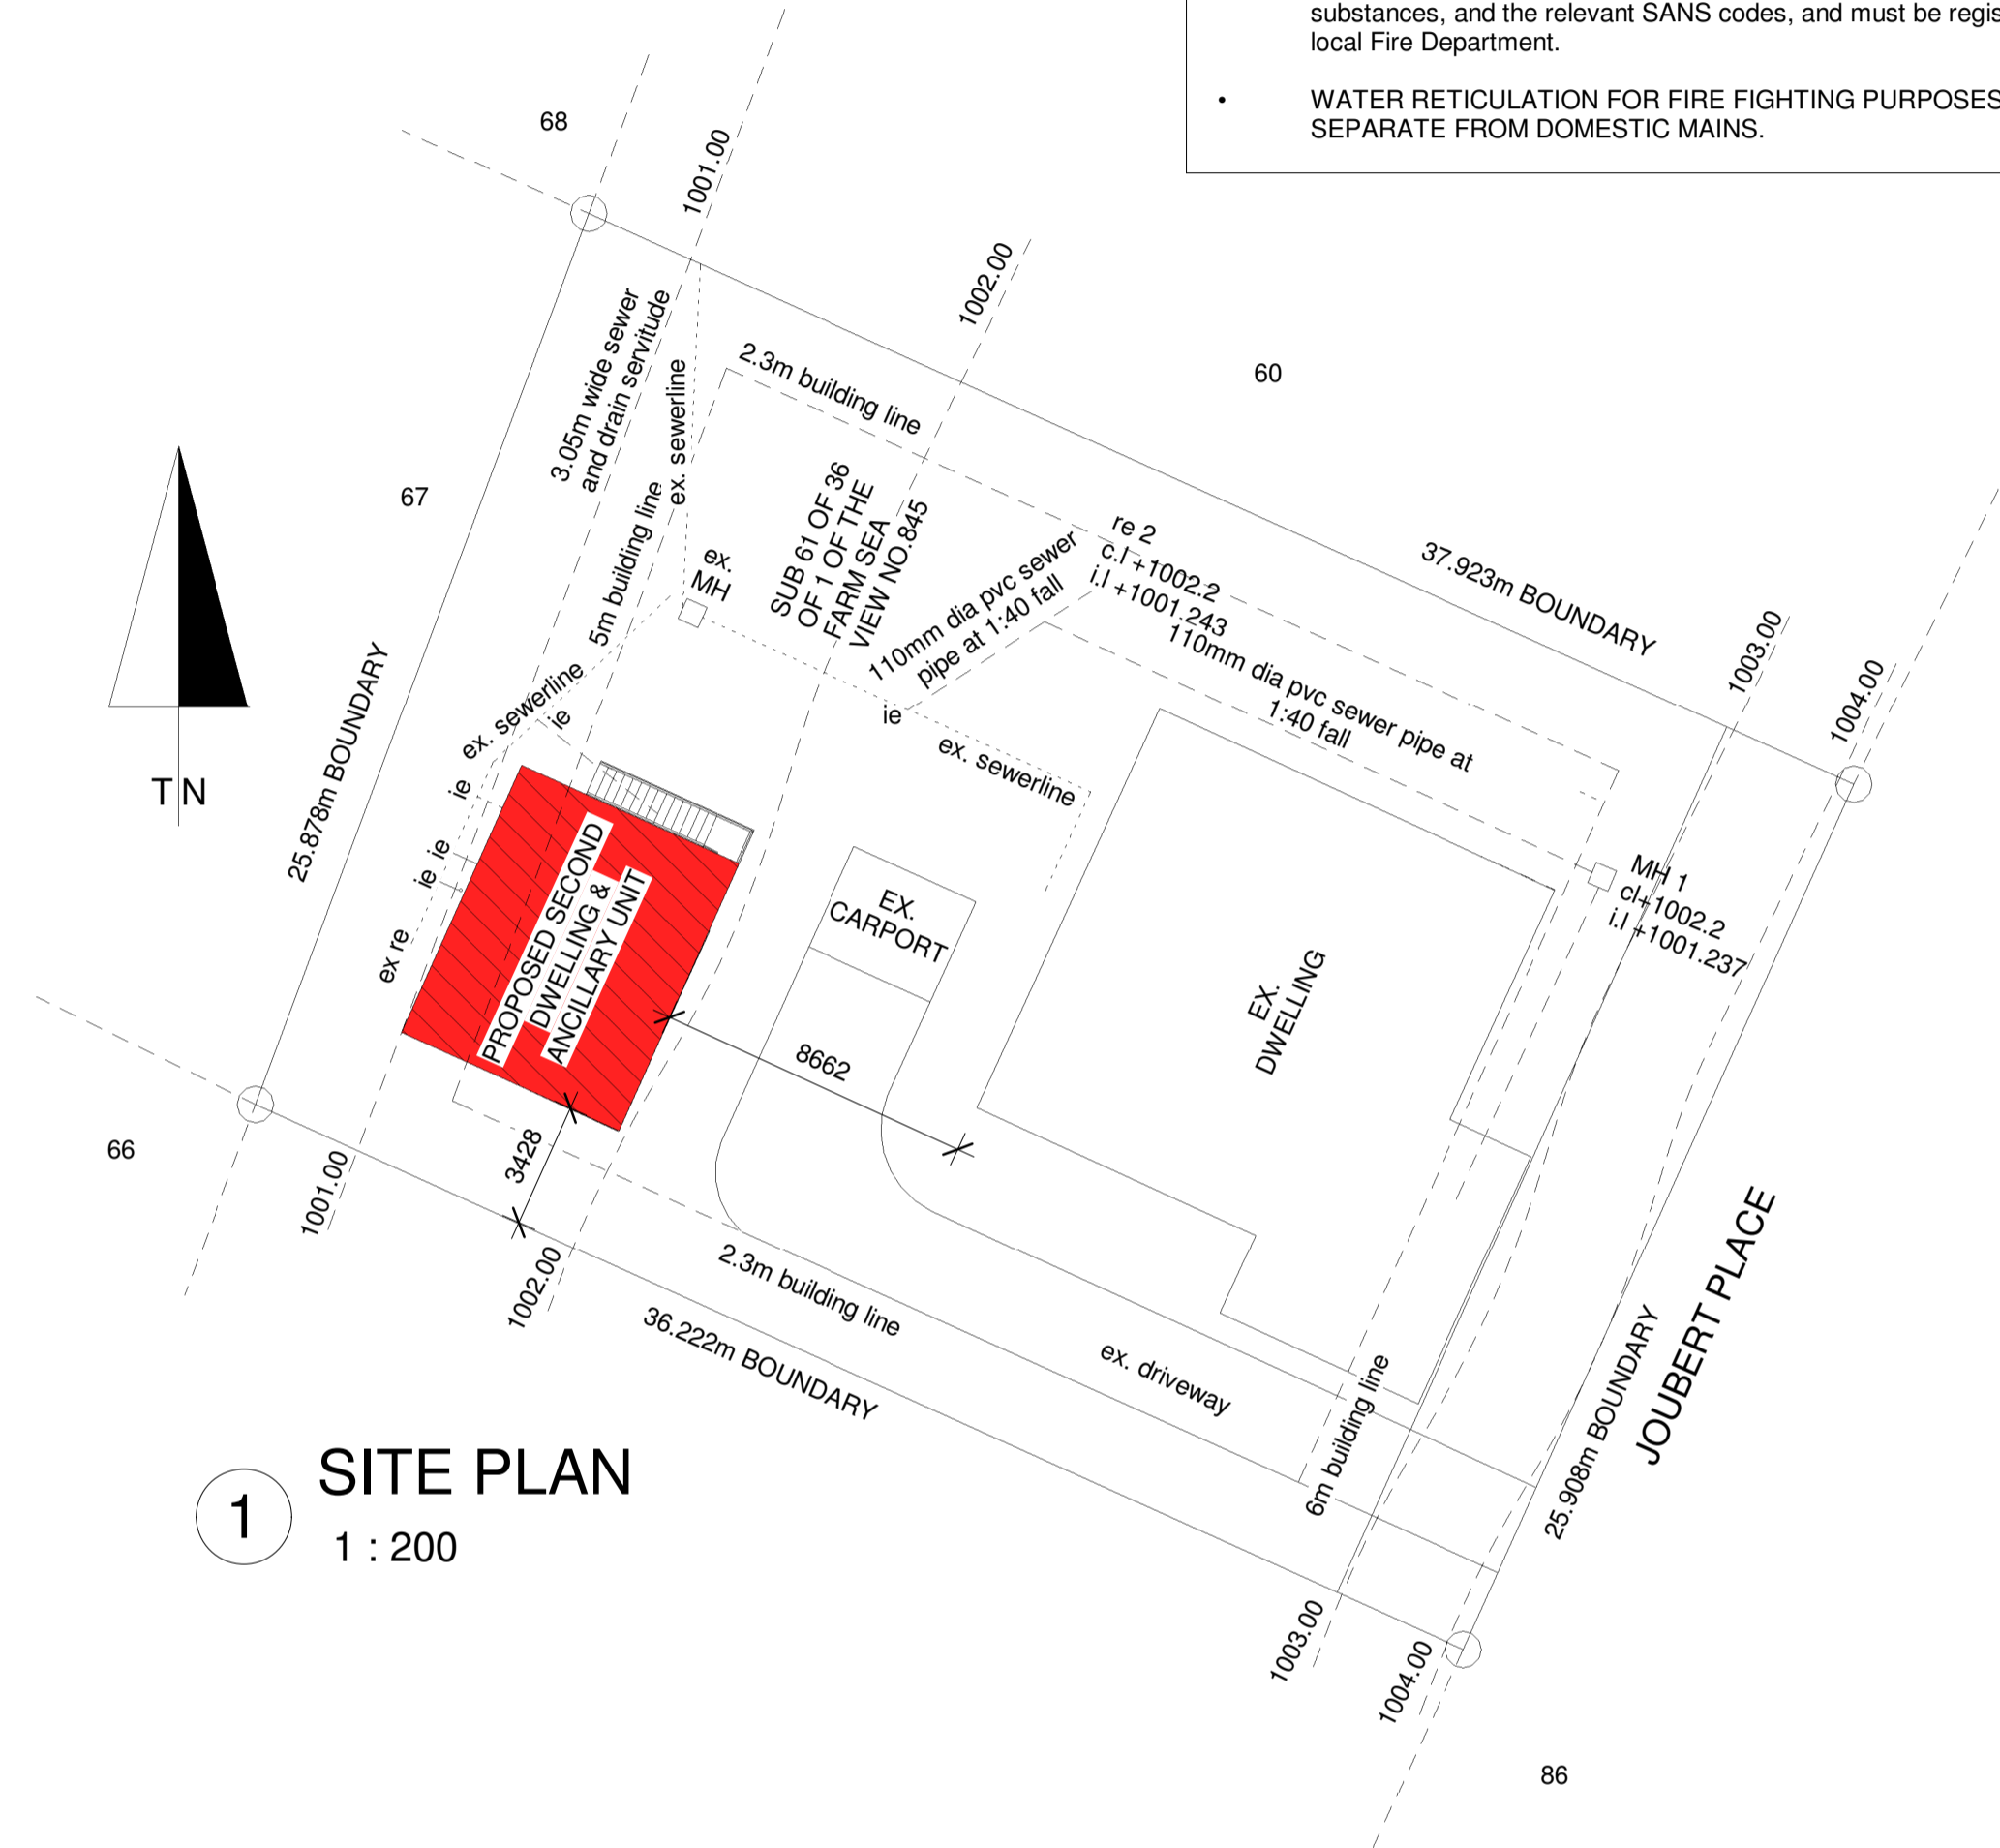 substances, and the relevant SANS codes, and must be regis
local Fire Department.
• WATER RETICULATION FOR FIRE FIGHTING PURPOSES
SEPARATE FROM DOMESTIC MAINS.
68
1001.00
1002.00
60
3.05m wide sewer
and drain servitude
ex. sewerline
2.3m building line
67
5m building line
ex.
MH
SUB 61 OF 36
OF 1 OF THE
FARM SEA
VIEW NO.845
110mm dia pvc sewer
pipe at 1:40 fall
re 2
c.l +1002.2
i.l +1001.243
110mm dia pvc sewer pipe at
1:40 fall
37.923m BOUNDARY
1003.00
1004.00
25.878m BOUNDARY
ex. sewerline
ie
ie
ex. sewerline
TN
ie
ie
ie
ex re
PROPOSED SECOND
DWELLING &
ANCILLARY UNIT
EX.
CARPORT
EX.
DWELLING
MH 1
cl+1002.2
i.l +1001.237
8662
3428
66
1001.00
1002.00
2.3m building line
36.222m BOUNDARY
ex. driveway
6m building line
25.908m BOUNDARY
JOUBERT PLACE
1
SITE PLAN
1 : 200
1003.00
1004.00
86